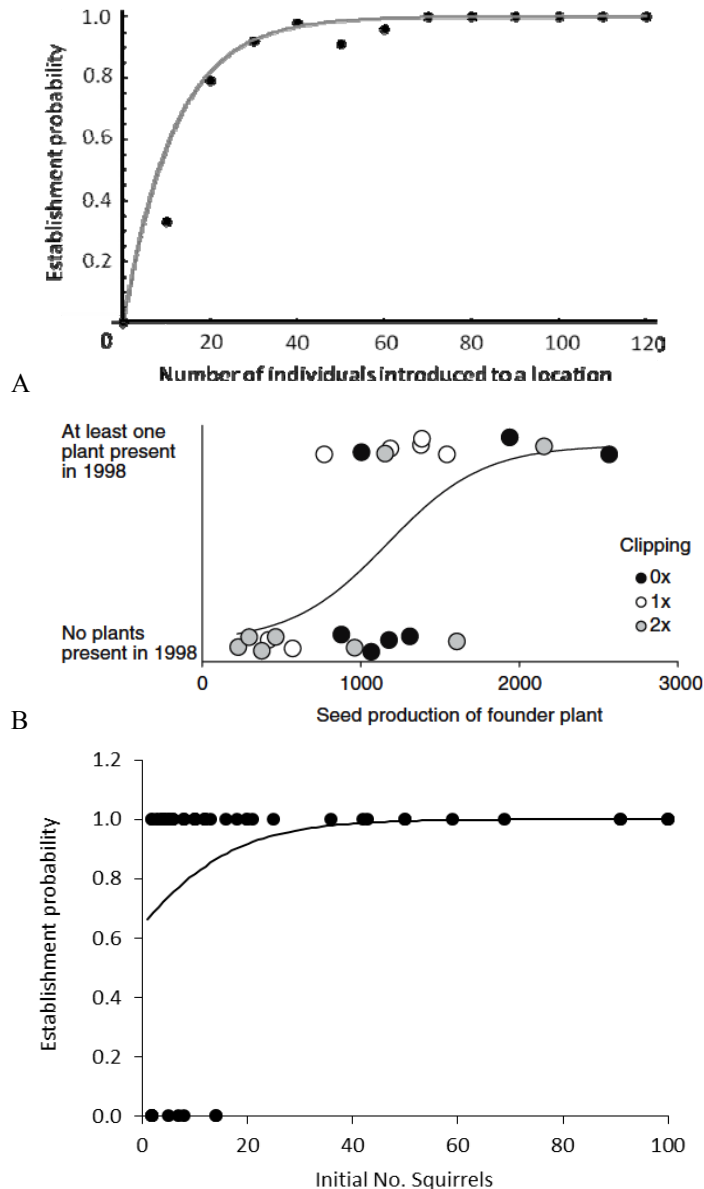 1.0
0.8
0.6
0.4
0.2
0
20
40
60
80
100
120
0
Establishment probability
Number of individuals introduced to a location
A
At least one
plant present
in 1998
No plants
present in 1998
Clipping
0x
1x
2x
0
1000
2000
3000
Seed production of founder plant
B
1.2
1.0
0.8
0.6
0.4
0.2
0.0
Establishment probability
0
20
40
60
80
100
Initial No. Squirrels